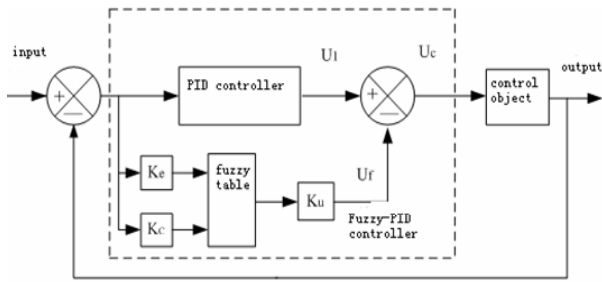 input
+
—
PID controller
U1
+
—
Uc
control
object
output
Ke
Kc
fuzzy
table
Ku
Uf
Fuzzy-PID
controller